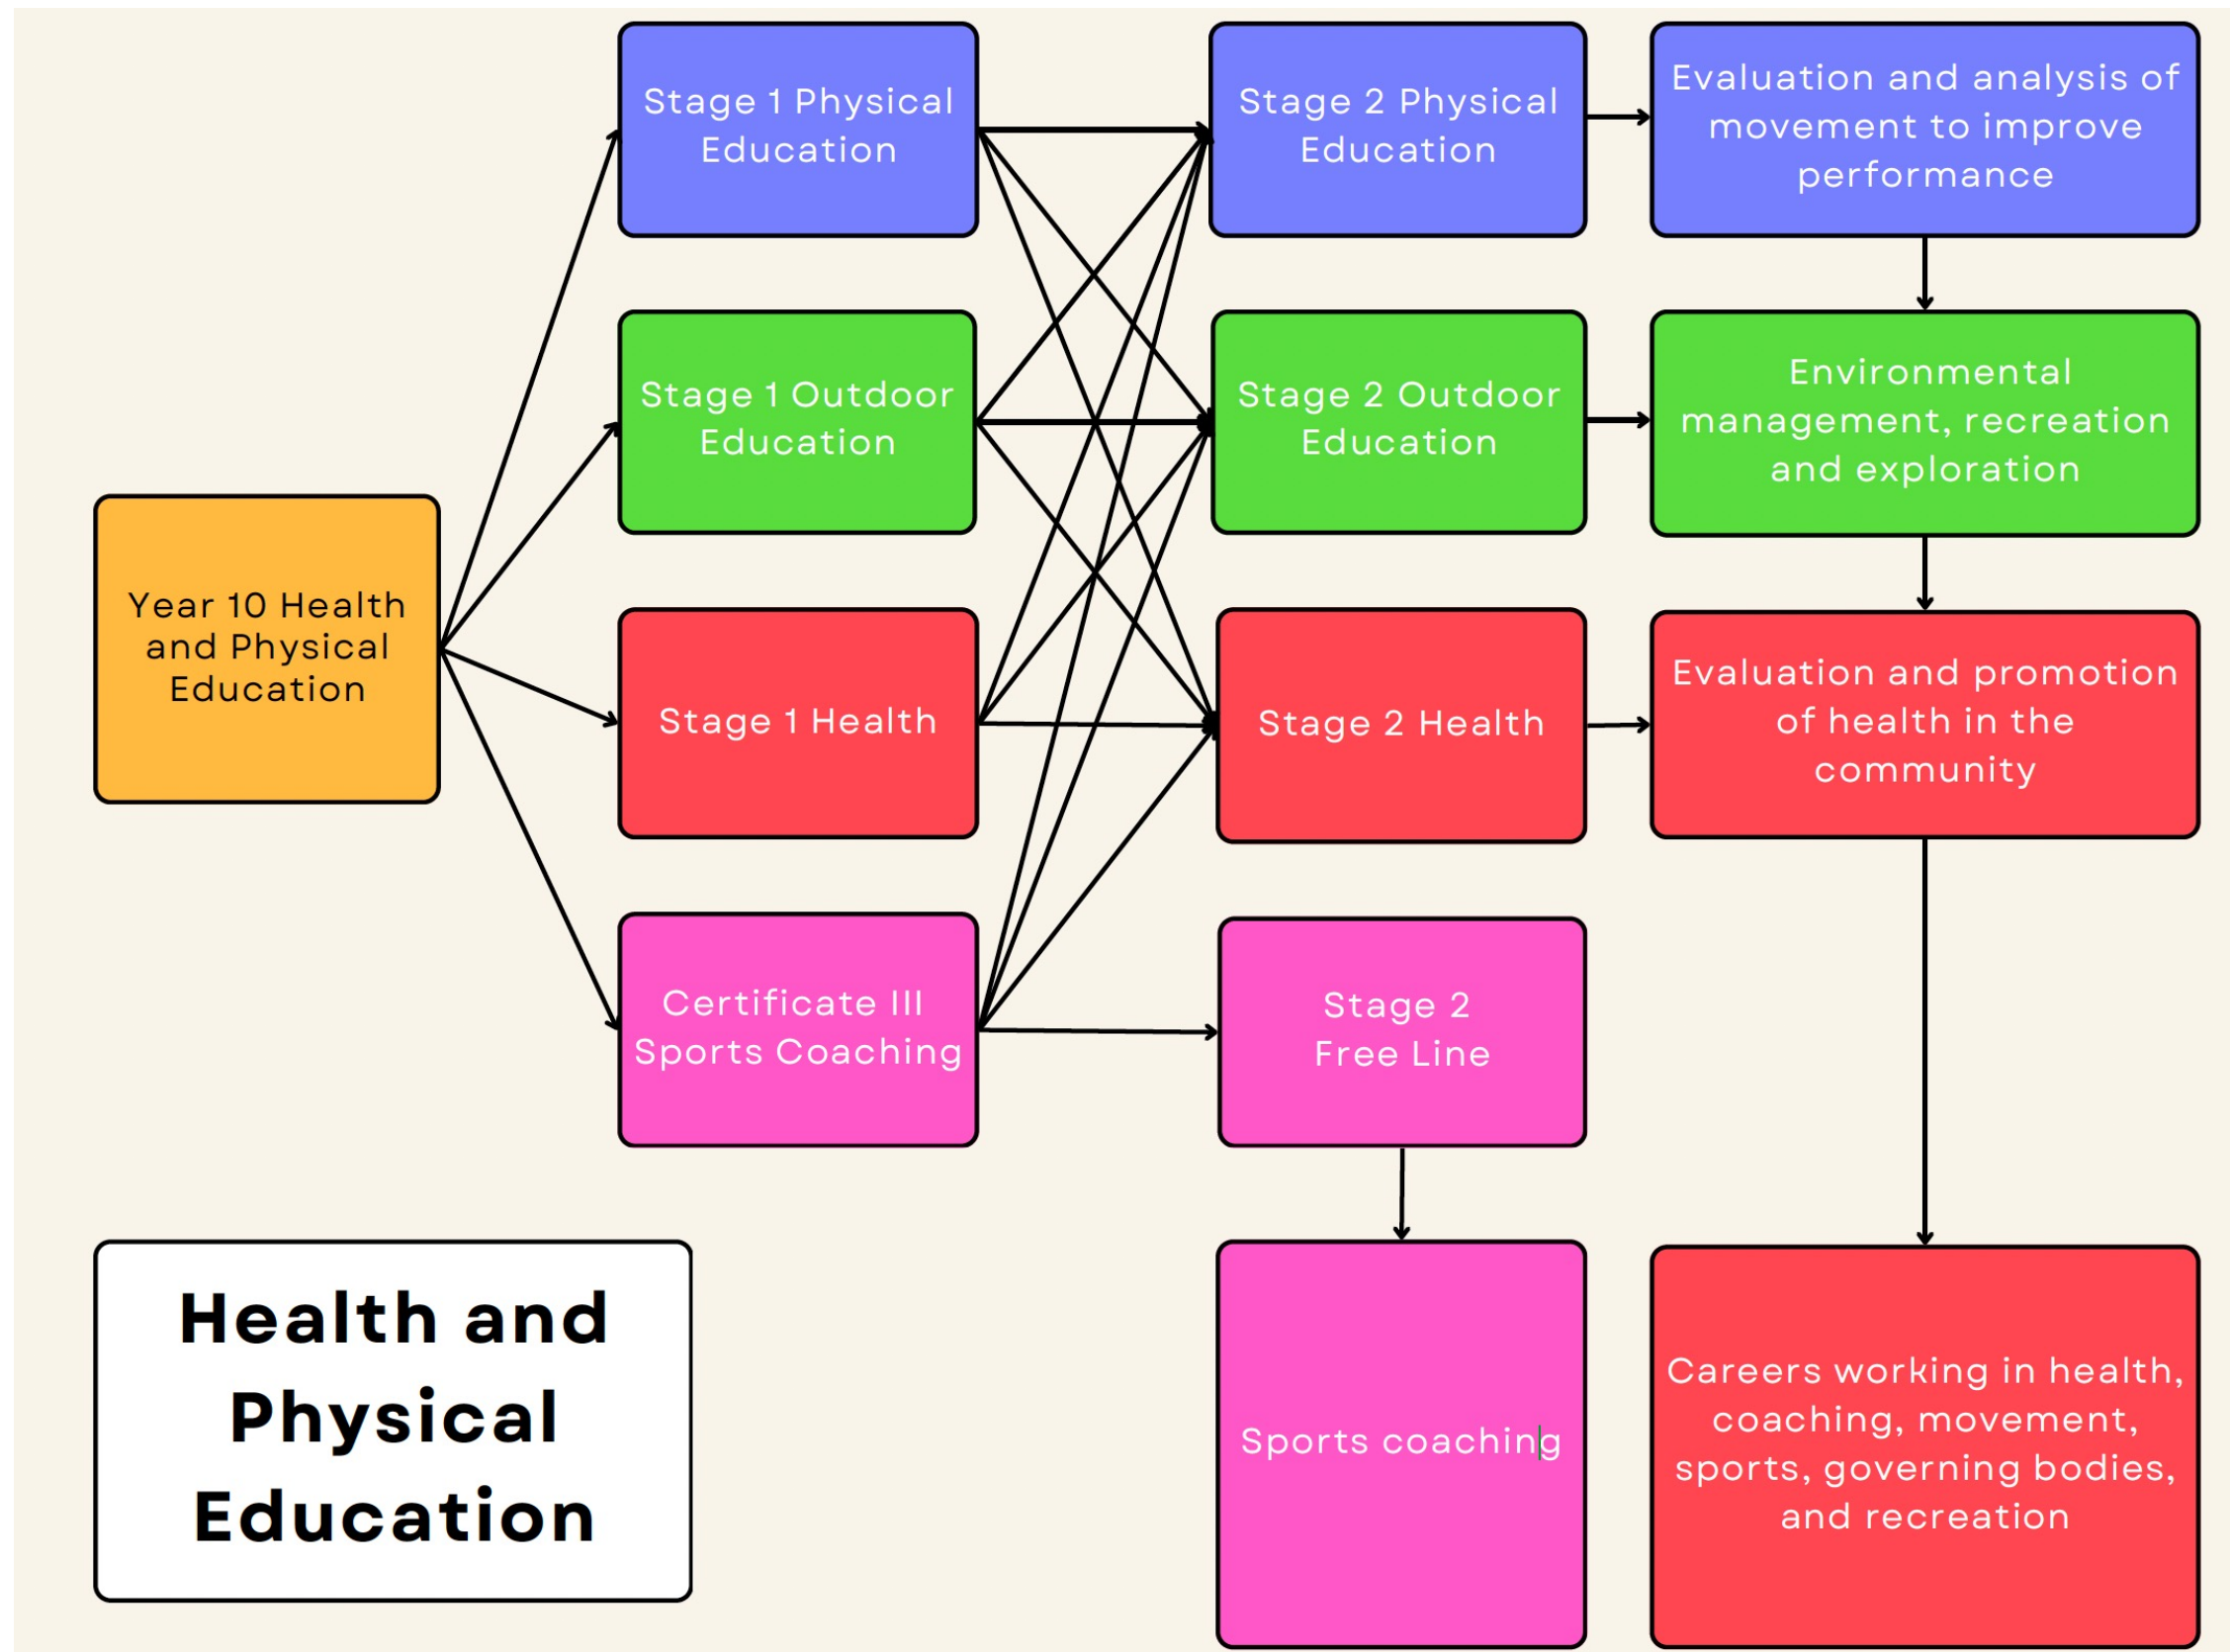 Stage 1 Physical
Education
Stage 2 Physical
Education
Evaluation and analysis of
movement to improve
performance
Stage 1 Outdoor
Education
Stage 2 Outdoor
Education
Environmental
management, recreation
and exploration
Year 10 Health
and Physical
Education
Stage 1 Health
Stage 2 Health
Evaluation and promotion
of health in the
community
Certificate III
Sports Coaching
Stage 2
Free Line
Health and
Physical
Education
Sports coaching
Careers working in health,
coaching, movement,
sports, governing bodies,
and recreation